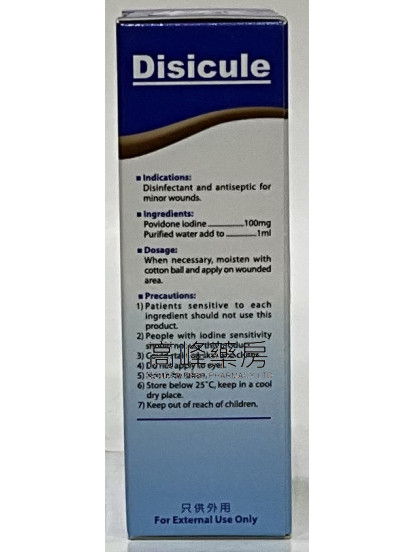 Disicule
■ Indications:
Disinfectant and antiseptic for
minor wounds.
■ Ingredients:
Povidone iodine 100mg
Purified water add to 1ml
■ Dosage:
When necessary, moisten with
cotton ball and apply on wounded
area.
■ Precautions:
1) Patients sensitive to each
ingredient should not use this
product.
2) People with iodine sensitivity
高峰藥房
4) Do not apply to eyes.
6) Store below 25°C, keep in a cool
dry place.
7) Keep out of reach of children.
只供外用
For External Use Only